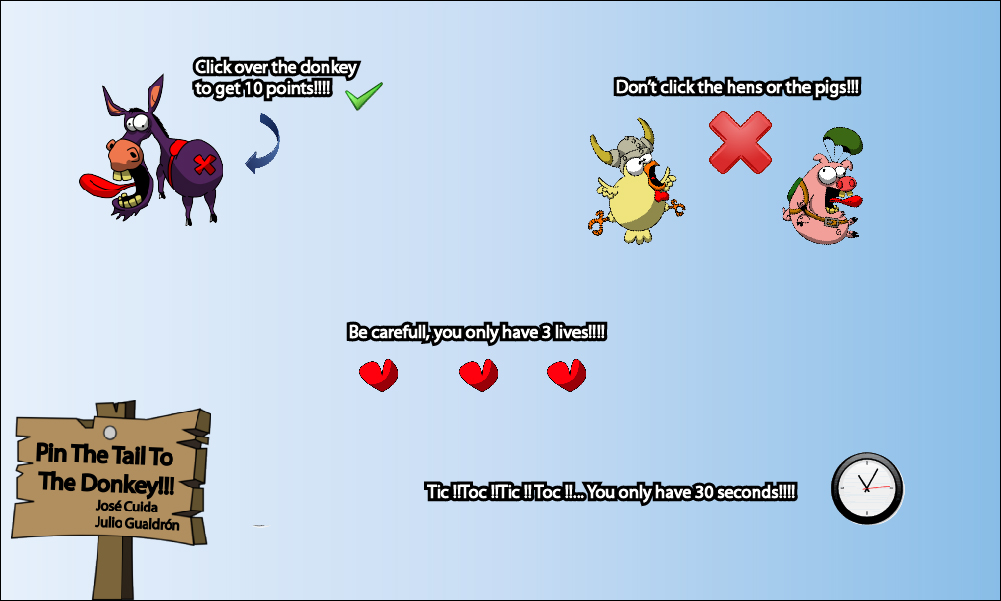 Click over the donkey
to get 10 points!!!!
Don't click the hens or the pigs!!!
Be carefull, you only have 3 lives!!!!
Pin The Tail To
The Donkey!!!
José Cuida
Julio Gualdrón
Tic !!Toc !!Tic !! Toc !!... You only have 30 seconds!!!!